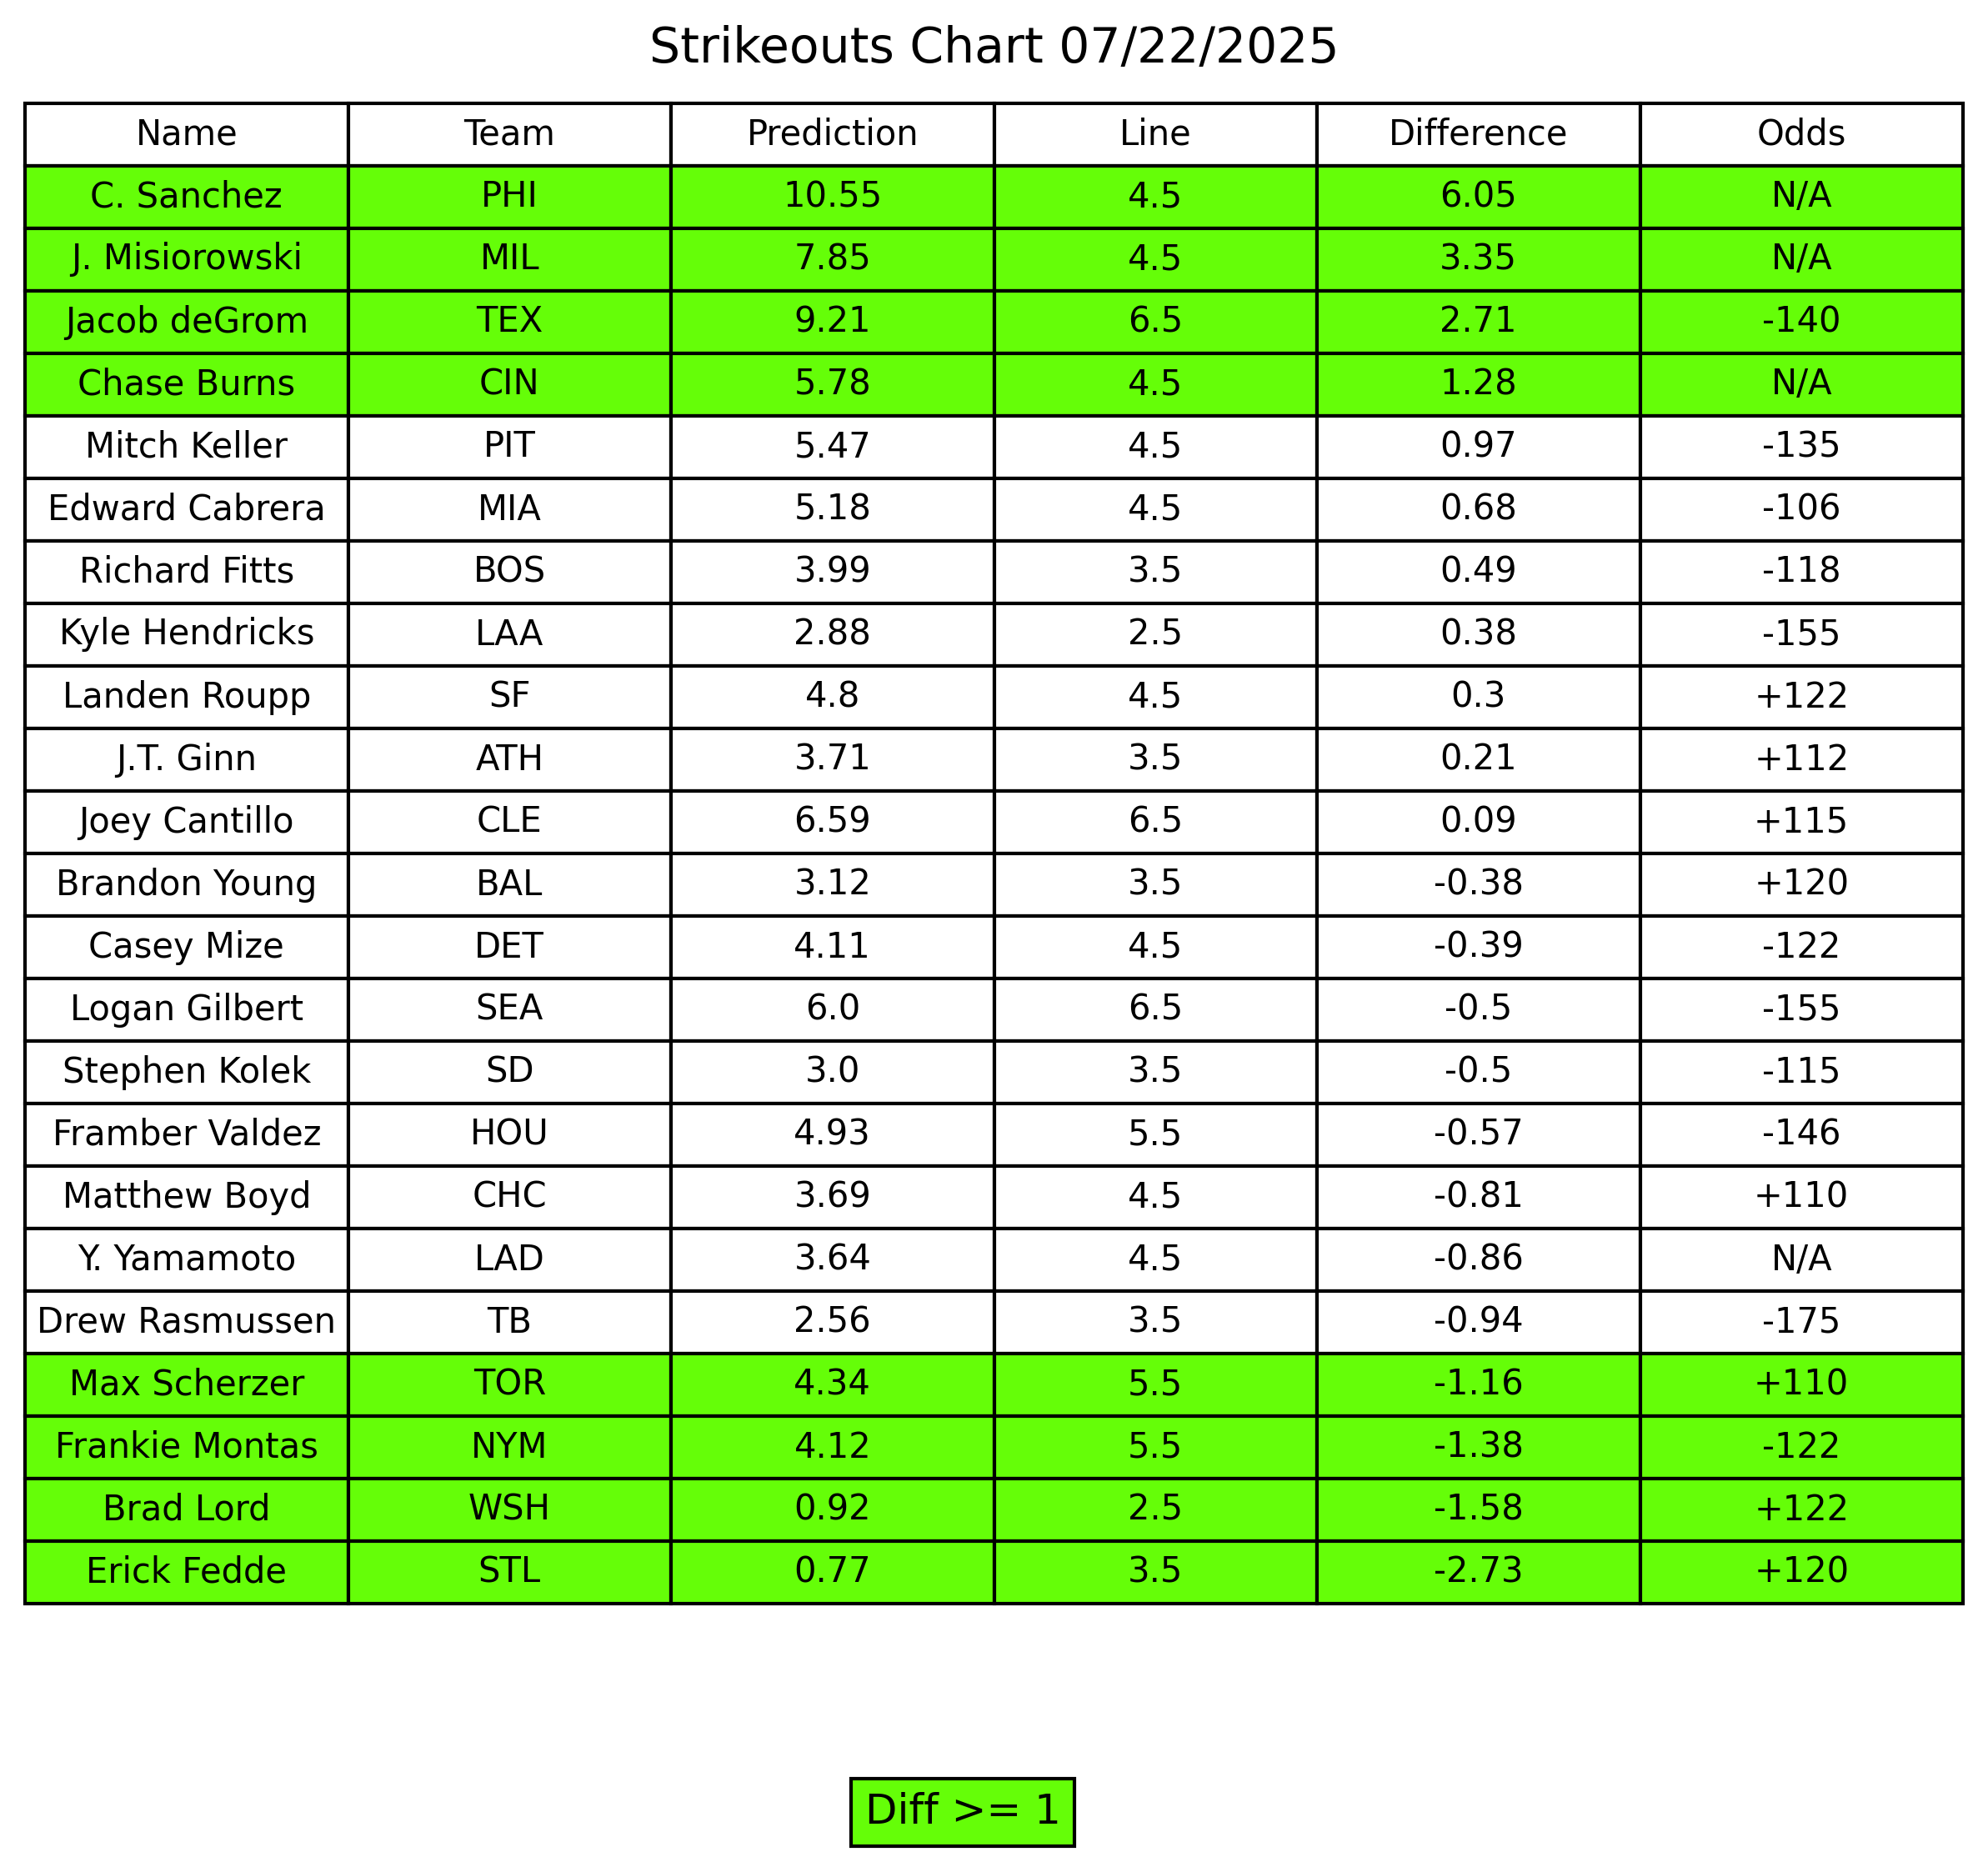 Strikeouts Chart 07/22/2025
Name Team Prediction Line Difference Odds
C. Sanchez PHI 10.55 4.5 6.05 N/A
J. Misiorowski MIL 7.85 4.5 3.35 N/A
Jacob deGrom TEX 9.21 6.5 2.71 -140
Chase Burns CIN 5.78 4.5 1.28 N/A
Mitch Keller PIT 5.47 4.5 0.97 -135
Edward Cabrera MIA 5.18 4.5 0.68 -106
Richard Fitts BOS 3.99 3.5 0.49 -118
Kyle Hendricks LAA 2.88 2.5 0.38 -155
Landen Roupp SF 4.8 4.5 0.3 +122
J.T. Ginn ATH 3.71 3.5 0.21 +112
Joey Cantillo CLE 6.59 6.5 0.09 +115
Brandon Young BAL 3.12 3.5 -0.38 +120
Casey Mize DET 4.11 4.5 -0.39 -122
Logan Gilbert SEA 6.0 6.5 -0.5 -155
Stephen Kolek SD 3.0 3.5 -0.5 -115
Framber Valdez HOU 4.93 5.5 -0.57 -146
Matthew Boyd CHC 3.69 4.5 -0.81 +110
Y. Yamamoto LAD 3.64 4.5 -0.86 N/A
Drew Rasmussen TB 2.56 3.5 -0.94 -175
Max Scherzer TOR 4.34 5.5 -1.16 +110
Frankie Montas NYM 4.12 5.5 -1.38 -122
Brad Lord WSH 0.92 2.5 -1.58 +122
Erick Fedde STL 0.77 3.5 -2.73 +120
Diff >= 1